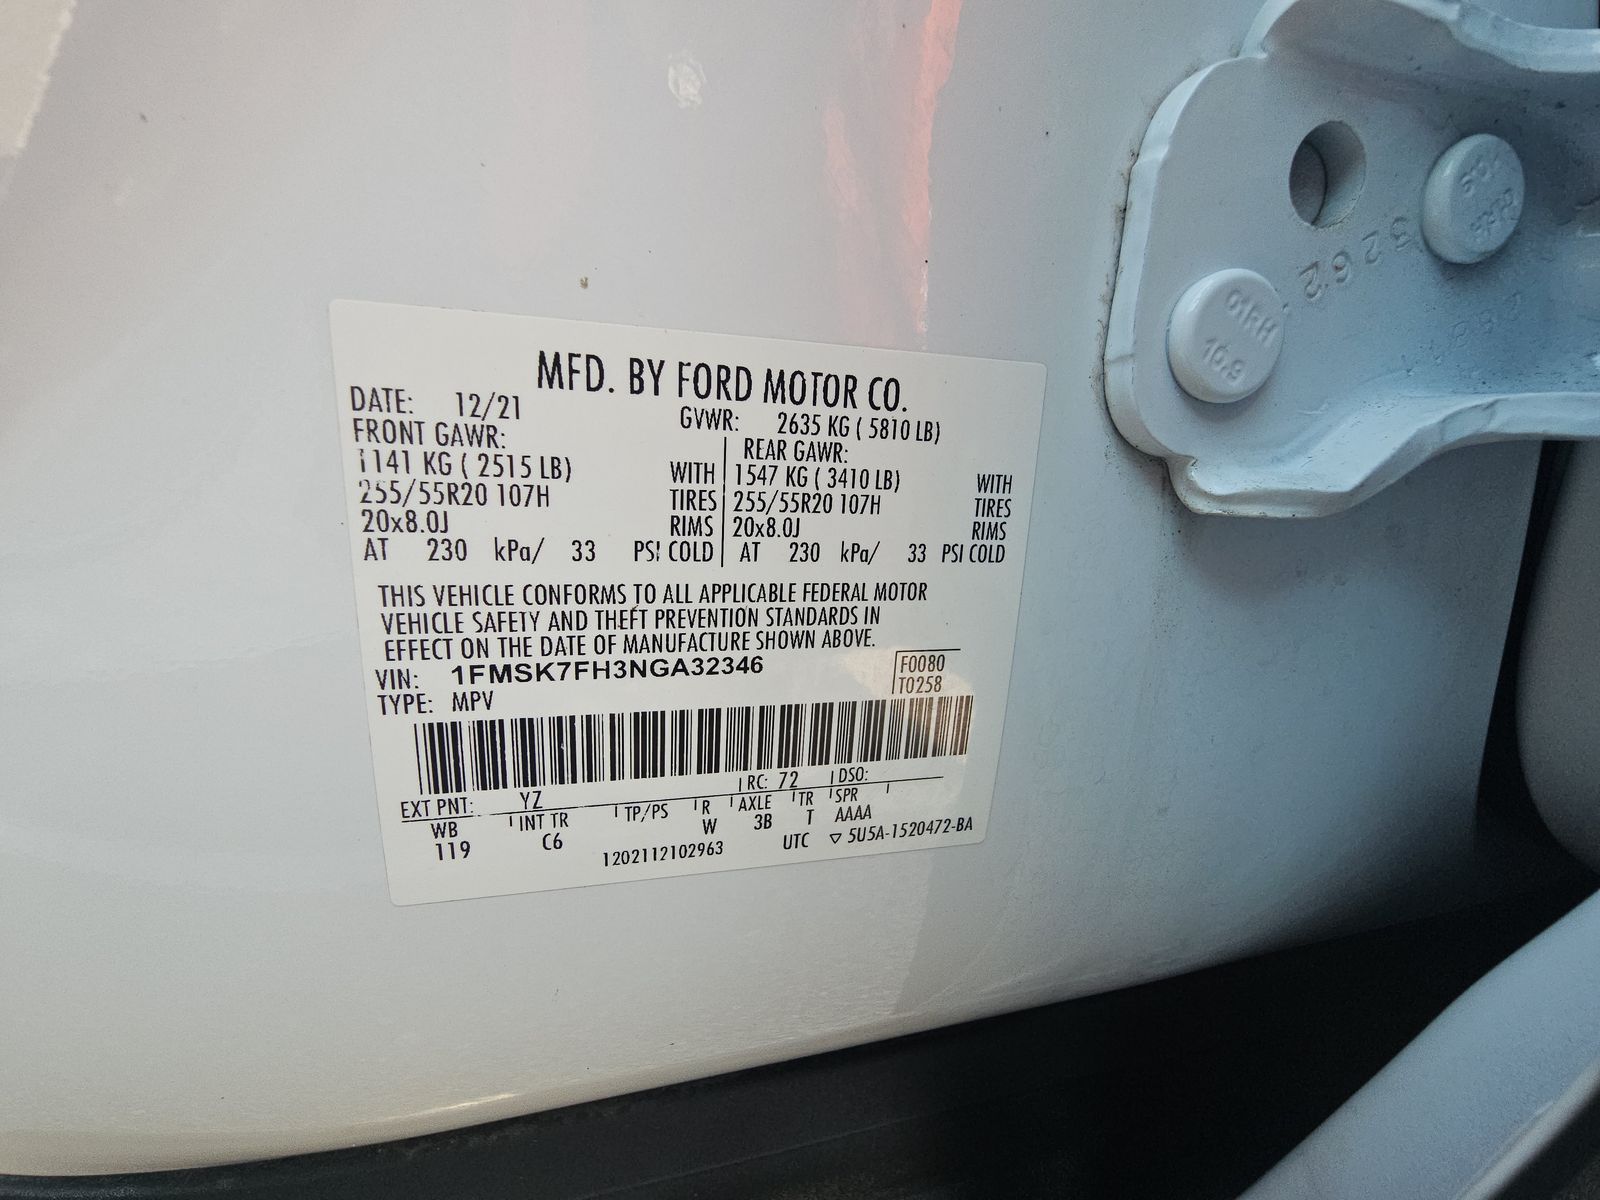 MFD. BY FORD MOTOR CO.
DATE: 12/21 GVWR: 2635 KG ( 5810 LB)
FRONT GAWR: REAR GAWR:
1141 KG ( 2515 LB) WITH 1547 KG ( 3410 LB) WITH
255/55R20 107H TIRES 255/55R20 107H TIRES
20x8.0J RIMS 20x8.0J RIMS
AT 230 kPa/ 33 PSI COLD AT 230 kPa/ 33 PSI COLD
THIS VEHICLE CONFORMS TO ALL APPLICABLE FEDERAL MOTOR
VEHICLE SAFETY AND THEFT PREVENTION STANDARDS IN
EFFECT ON THE DATE OF MANUFACTURE SHOWN ABOVE.
VIN: 1FMSK7FH3NGA32346 F0080
TYPE: MPV T0258
EXT PNT: YZ RC: 72 DSO:
WB INT TR TP/PS R AXLE TR SPR
119 C6 W 3B T AAAA
1202112102963 UTC ▽ 5U5A-1520472-BA
10.9
3262